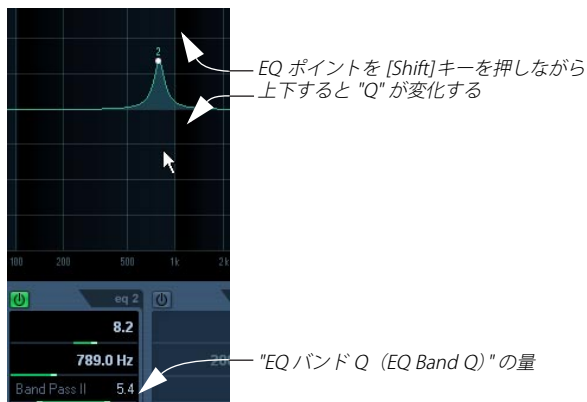 2
EQ ポイントを [Shift]キーを押しながら
上下すると "Q" が変化する
100 200 500 1k 2k
eq 2
8.2
789.0 Hz
"EQ バンド Q（EQ Band Q）" の量
Band Pass II 5.4